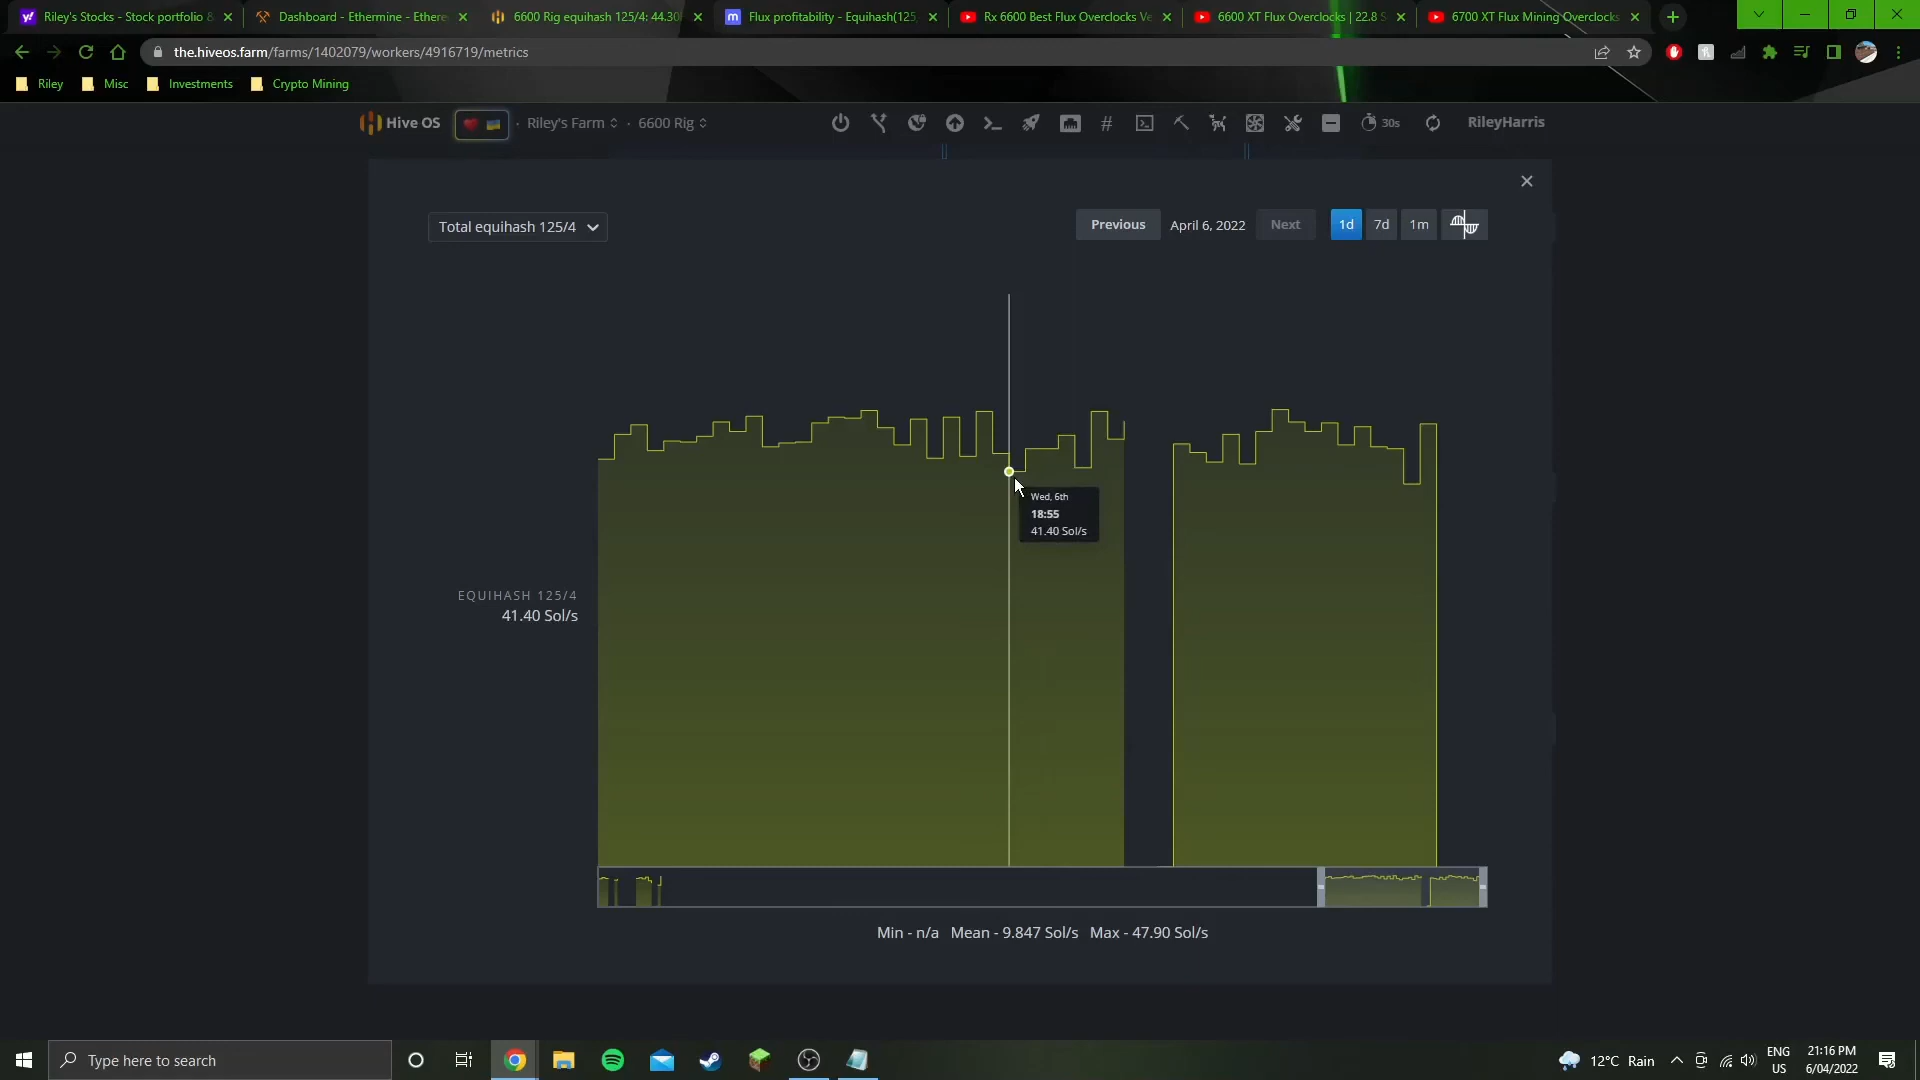 Riley's Stocks - Stock portfolio &
Dashboard - Ethermine - Ethere
6600 Rig equihash 125/4: 44.30
Flux profitability - Equihash(125,
Rx 6600 Best Flux Overclocks Ve
6600 XT Flux Overclocks | 22.8 S
6700 XT Flux Mining Overclocks
the.hiveos.farm/farms/1402079/workers/4916719/metrics
Riley
Misc
Investments
Crypto Mining
Hive OS
Riley's Farm
6600 Rig
30s
RileyHarris
Total equihash 125/4
Previous
April 6, 2022
Next
1d
7d
1m
Wed, 6th
18:55
41.40 Sol/s
EQUIHASH 125/4
41.40 Sol/s
Min - n/a Mean - 9.847 Sol/s Max - 47.90 Sol/s
Type here to search
12°C Rain
ENG
US
21:16 PM
6/04/2022